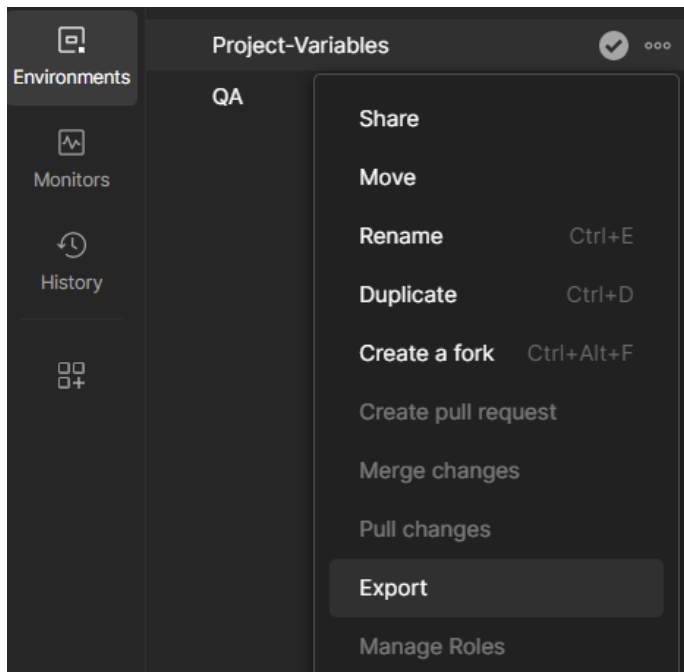 Environments
Monitors
History
Project-Variables
QA
Share
Move
Rename Ctrl+E
Duplicate Ctrl+D
Create a fork Ctrl+Alt+F
Create pull request
Merge changes
Pull changes
Export
Manage Roles